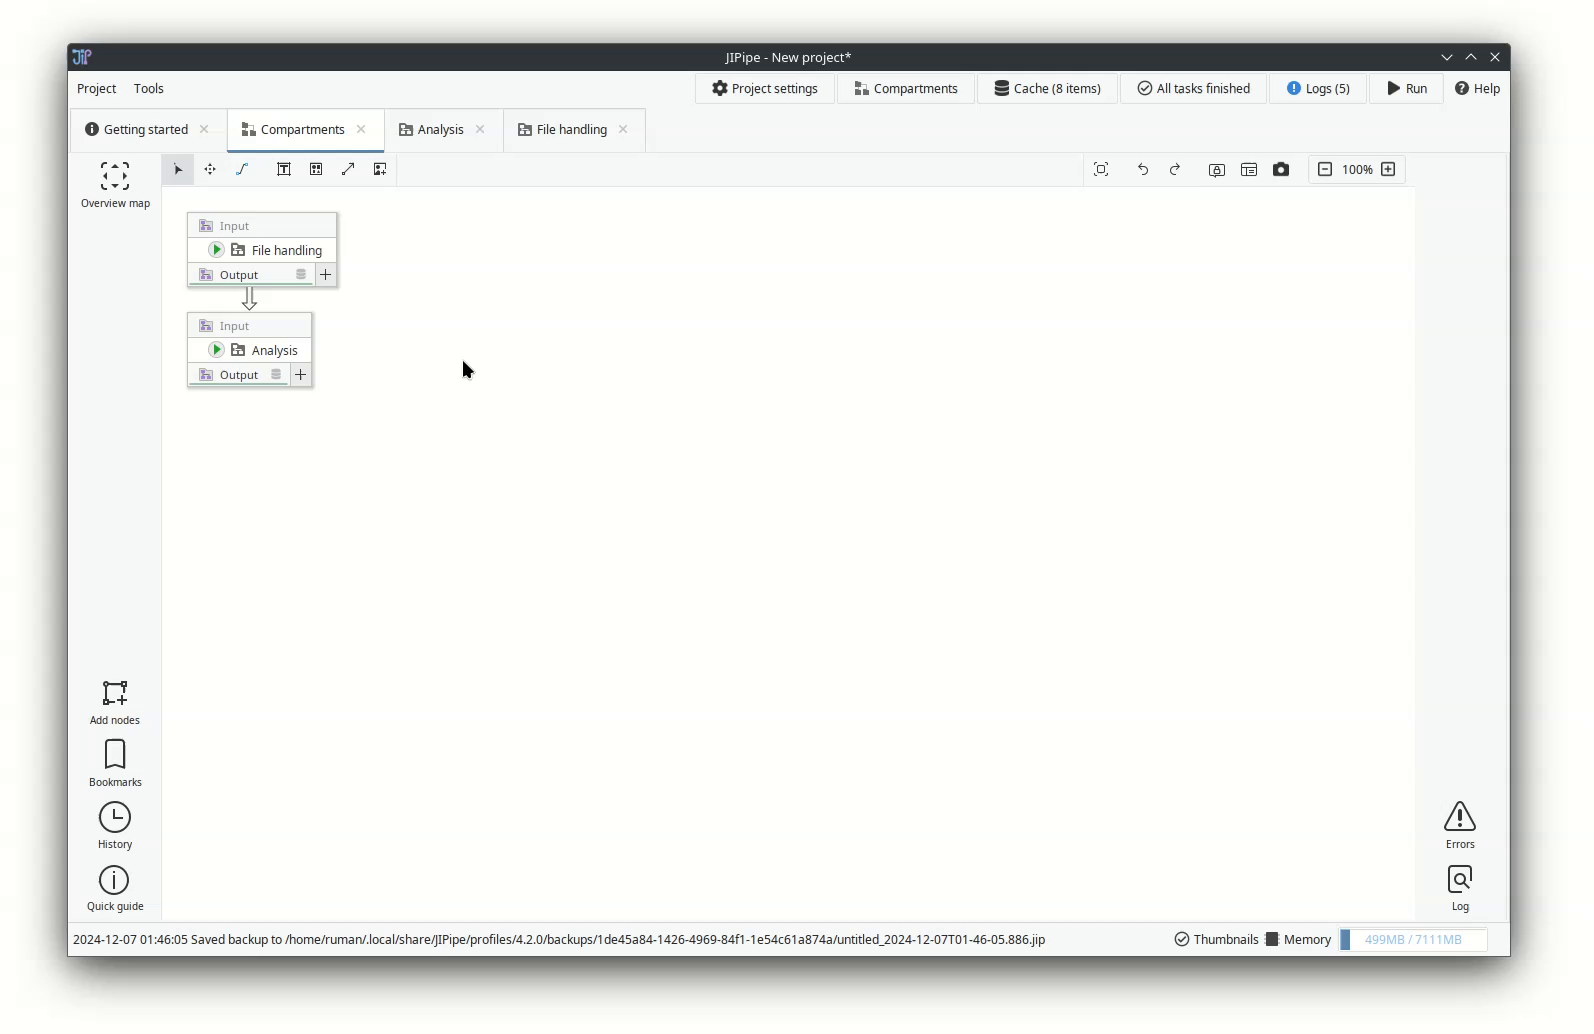 JIPipe - New project*
Project Tools Project settings Compartments Cache (8 items) All tasks finished Logs (5) Run Help
Getting started Compartments Analysis File handling
100%
Overview map
Input
File handling
Output
Input
Analysis
Output
Add nodes
Bookmarks
History
Quick guide
Errors
Log
2024-12-07 01:46:05 Saved backup to /home/ruman/.local/share/JIPipe/profiles/4.2.0/backups/1de45a84-1426-4969-84f1-1e54c61a874a/untitled_2024-12-07T01-46-05.886.jip Thumbnails Memory 499MB / 7111MB